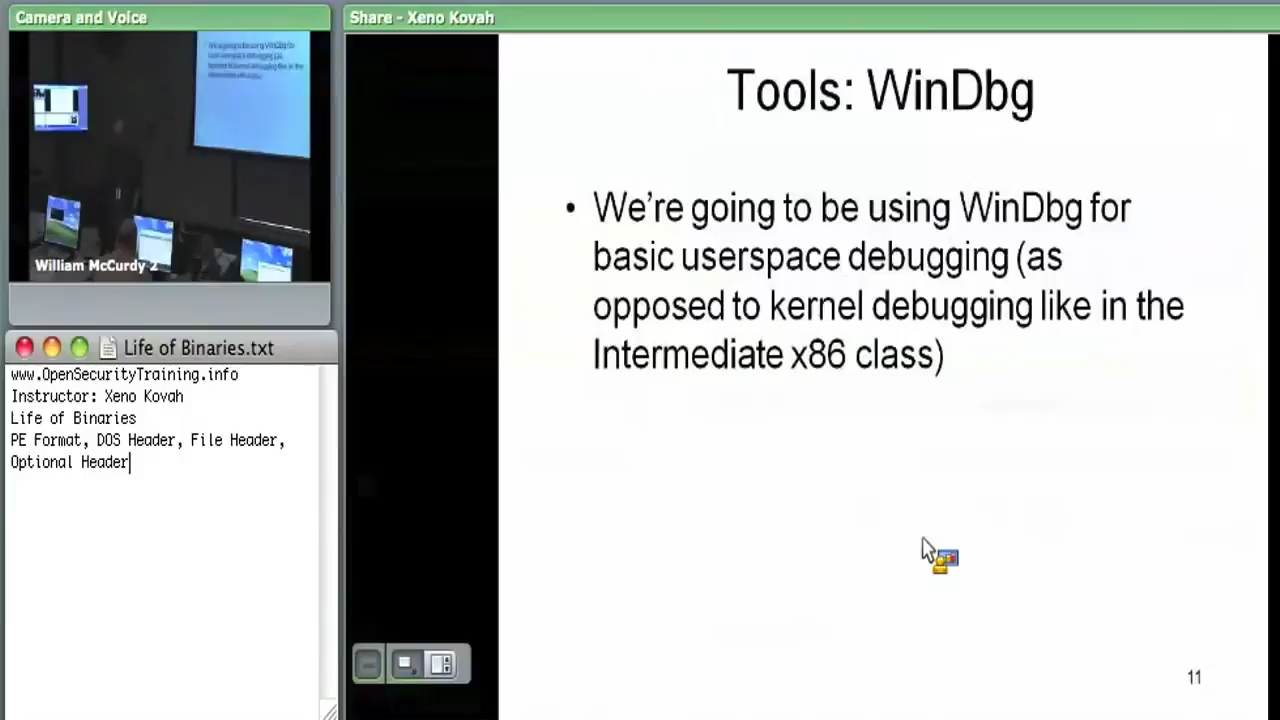 Camera and Voice
William McCurdy 2
Life of Binaries.txt
www.OpenSecurityTraining.info
Instructor: Xeno Kovah
Life of Binaries
PE Format, DOS Header, File Header,
Optional Header
Share - Xeno Kovah
Tools: WinDbg
• We're going to be using WinDbg for
basic userspace debugging (as
opposed to kernel debugging like in the
Intermediate x86 class)
11